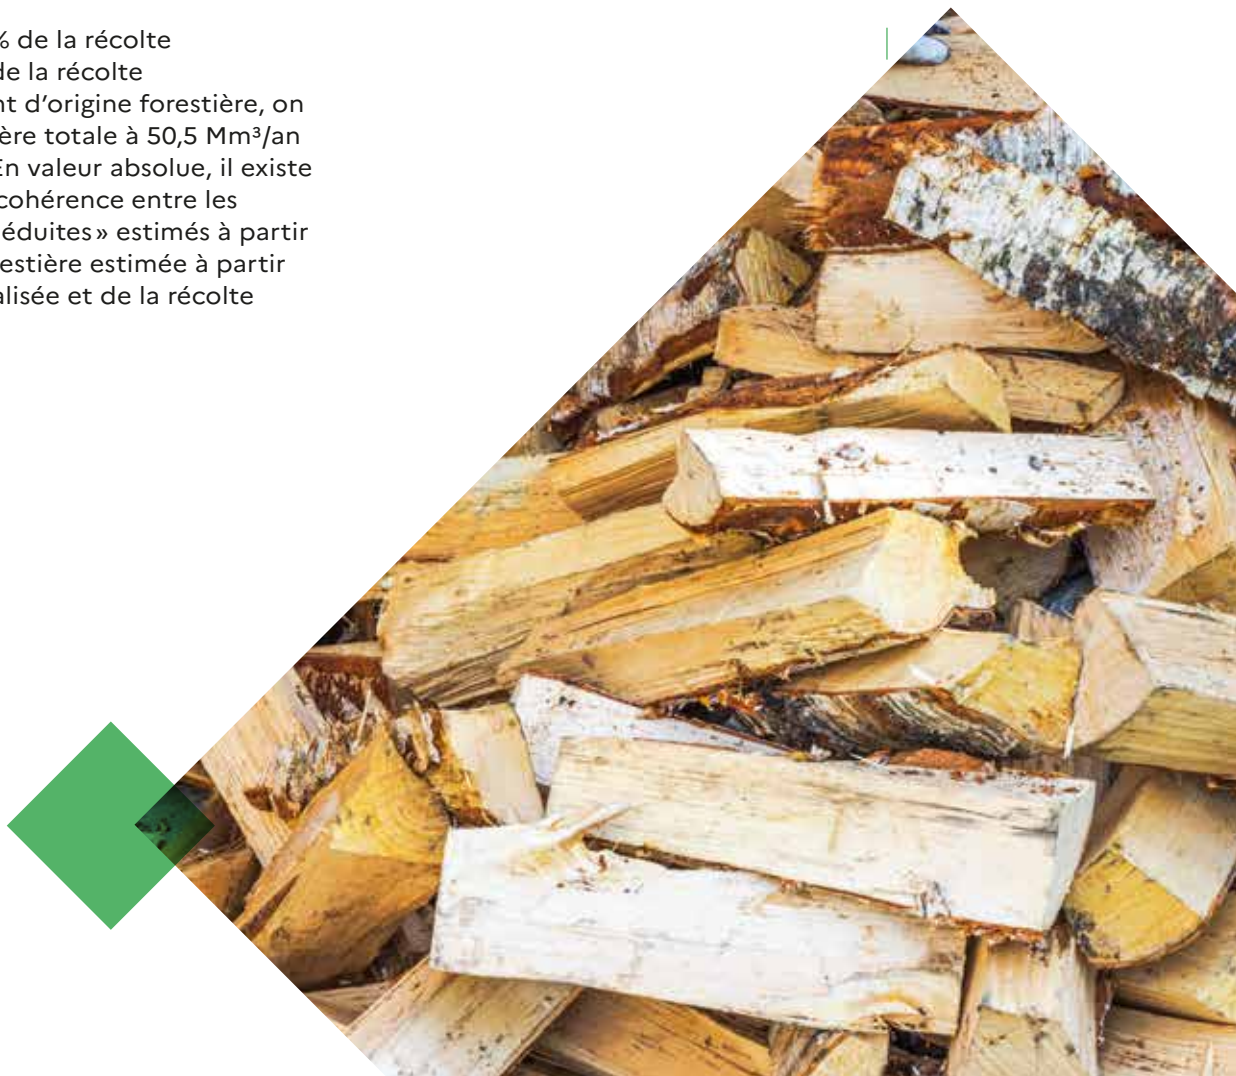 % de la récolte
de la récolte
nt d’origine forestière, on
ère totale à 50,5 Mm³/an
En valeur absolue, il existe
cohérence entre les
éduites» estimés à partir
estière estimée à partir
alisée et de la récolte